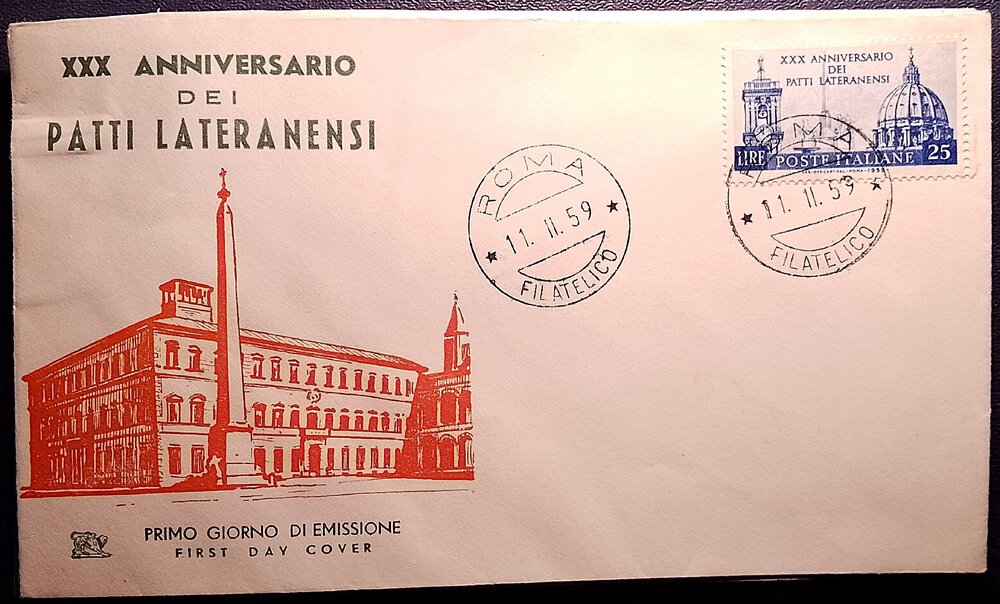 XXX ANNIVERSARIO
DEI
PATTI LATERANENSI
XXX ANNIVERSARIO
DEI
PATTI LATERANENSI
LIRE POSTE ITALIANE 25
ROMA
11. II. 59
FILATELICO
ROMA
11. II. 59
FILATELICO
PRIMO GIORNO DI EMISSIONE
FIRST DAY COVER